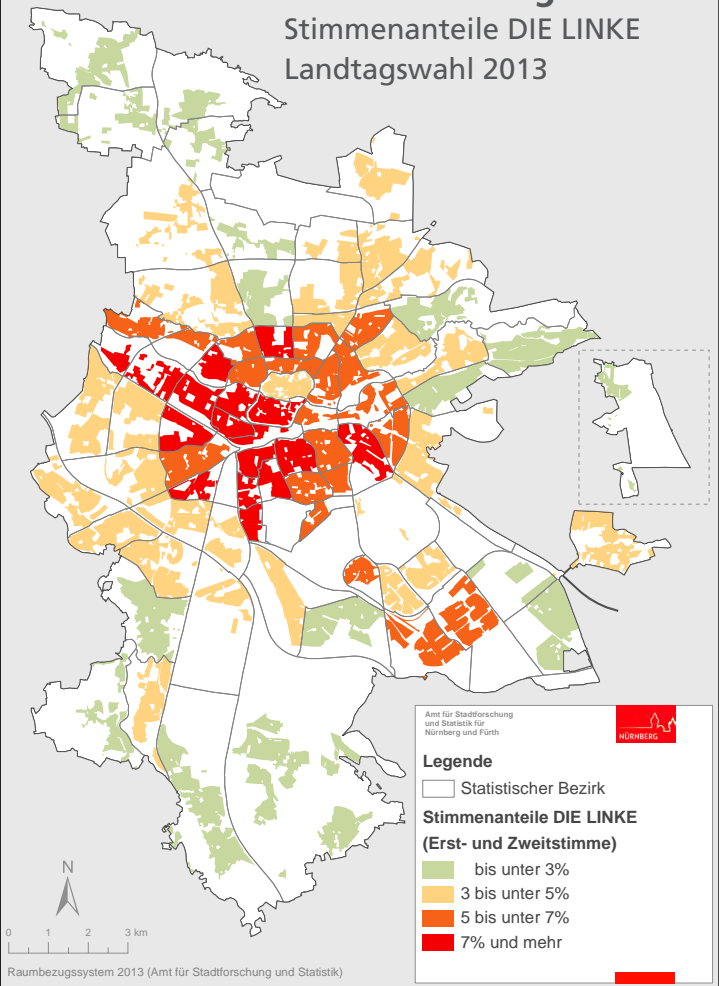 Stimmenanteile DIE LINKE
Landtagswahl 2013
Amt für Stadtforschung
und Statistik für
Nürnberg und Fürth
NÜRNBERG
Legende
Statistischer Bezirk
Stimmenanteile DIE LINKE
(Erst- und Zweitstimme)
bis unter 3%
3 bis unter 5%
5 bis unter 7%
7% und mehr
N
0 1 2 3 km
Raumbezugssystem 2013 (Amt für Stadtforschung und Statistik)